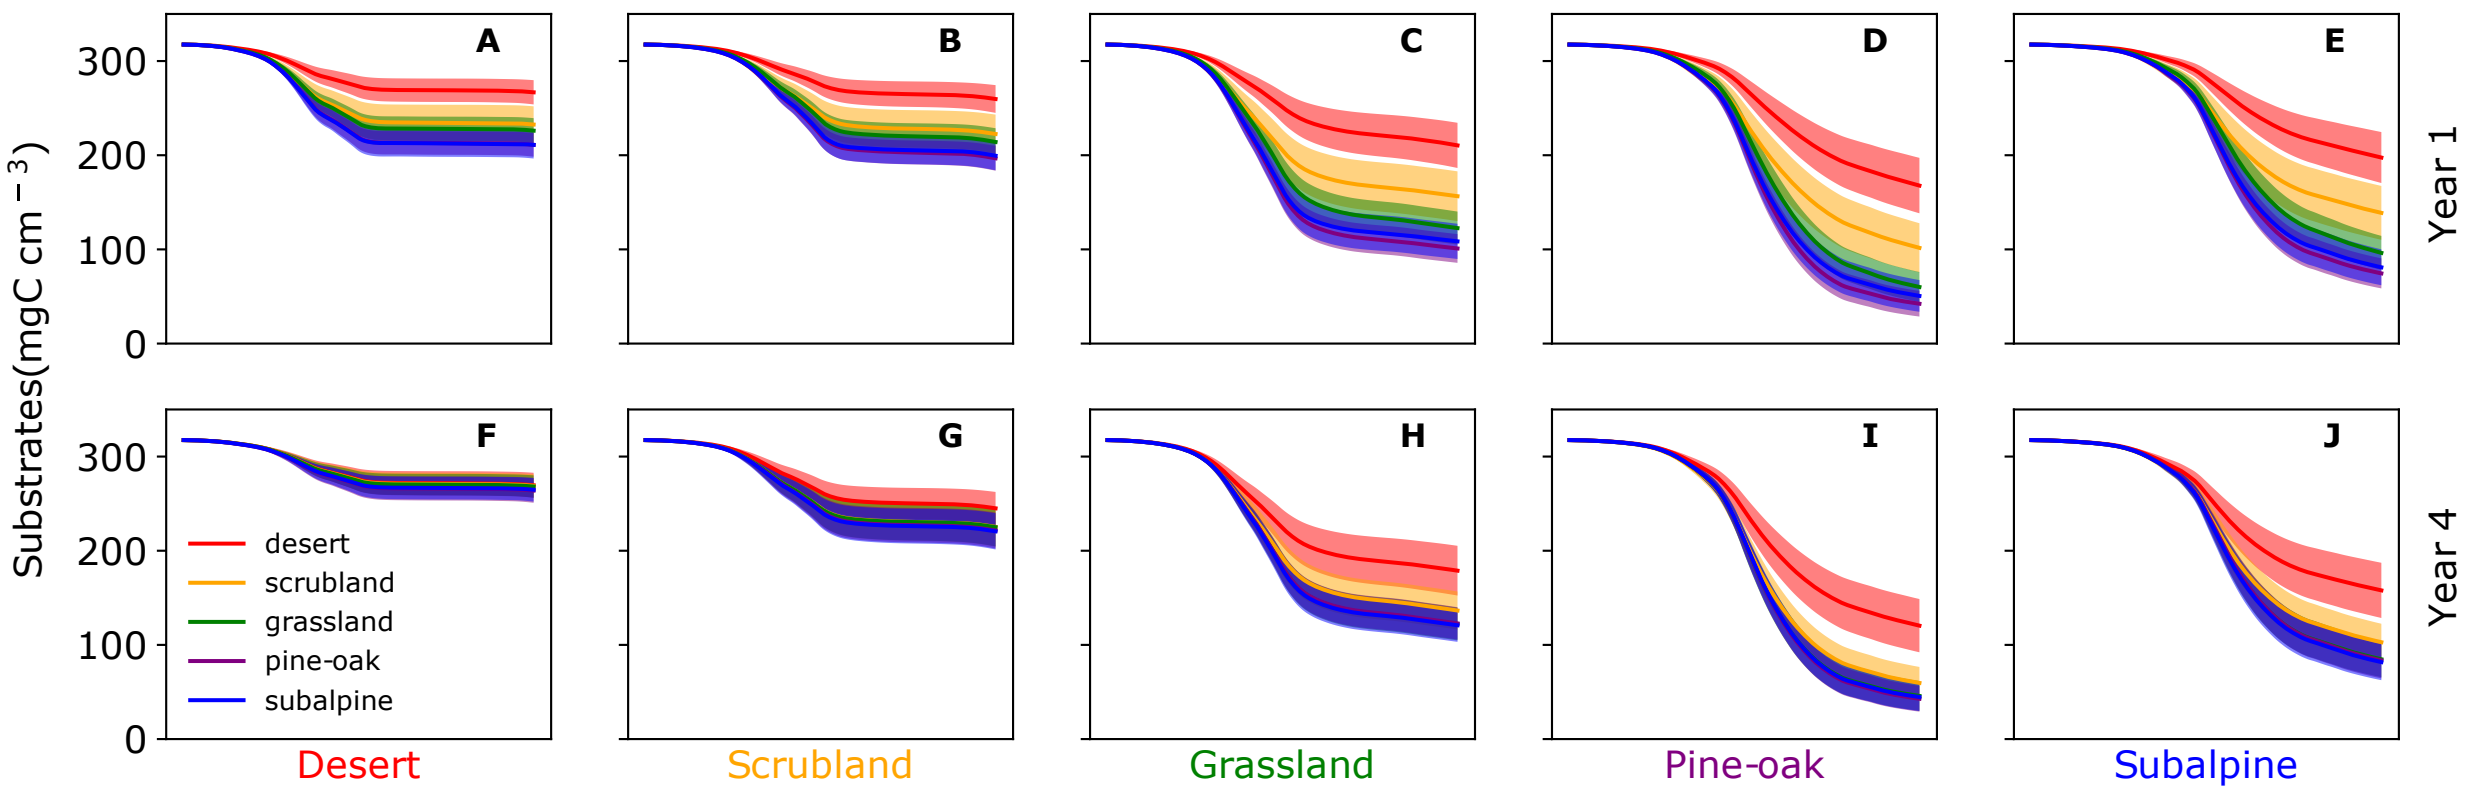 Substrates(mgC cm⁻³)
A
B
C
D
E
300
200
100
0
Year 1
F
G
H
I
J
300
200
100
0
desert
scrubland
grassland
pine-oak
subalpine
Year 4
Desert
Scrubland
Grassland
Pine-oak
Subalpine